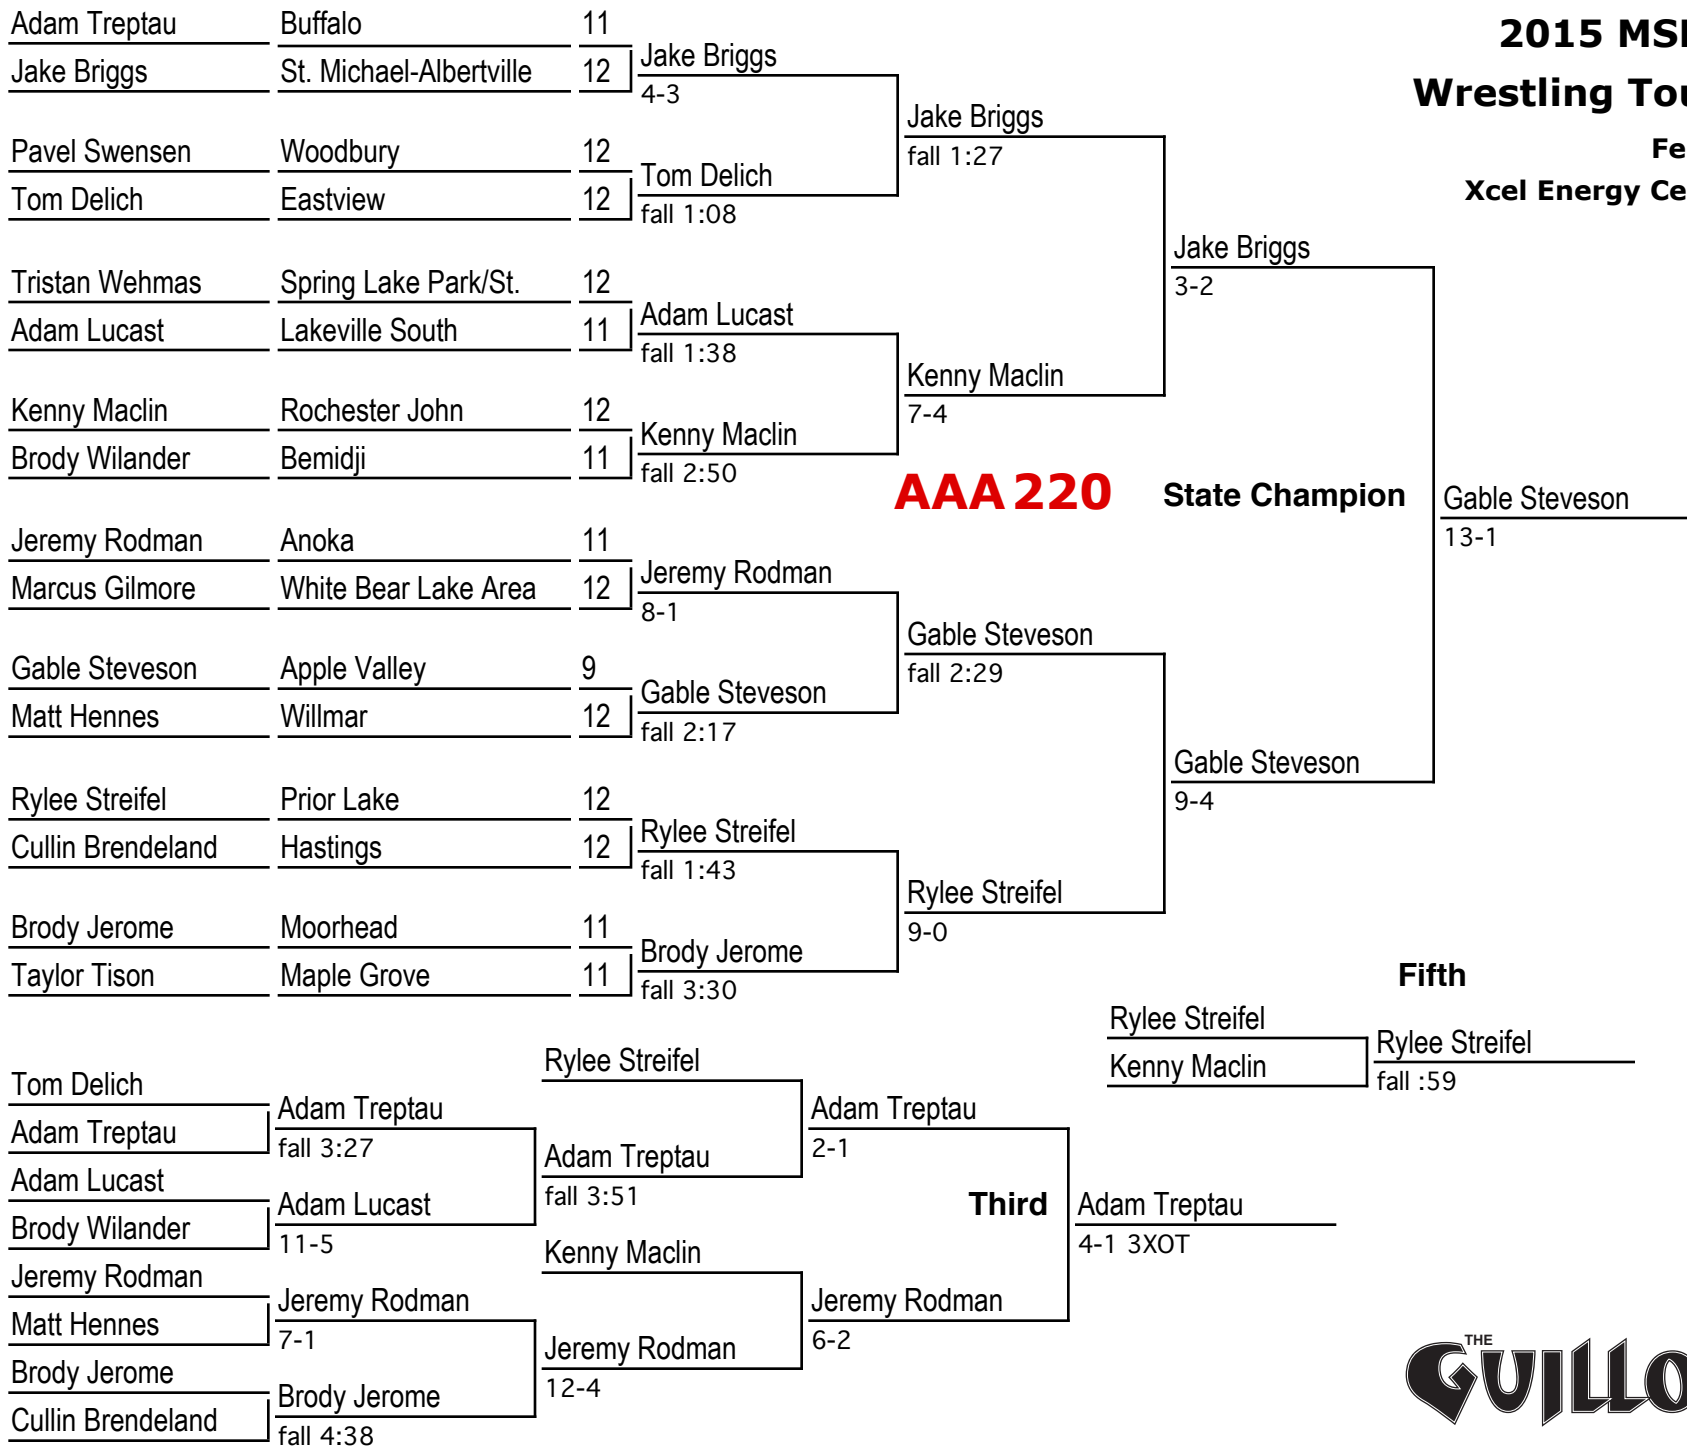 2015 MSH
Wrestling Tou
Fe
Xcel Energy Ce
Adam Treptau Buffalo 11
Jake Briggs St. Michael-Albertville 12
Jake Briggs
4-3
Pavel Swensen Woodbury 12
Tom Delich Eastview 12
Tom Delich
fall 1:08
Jake Briggs
fall 1:27
Tristan Wehmas Spring Lake Park/St. 12
Adam Lucast Lakeville South 11
Adam Lucast
fall 1:38
Kenny Maclin Rochester John 12
Brody Wilander Bemidji 11
Kenny Maclin
fall 2:50
Kenny Maclin
7-4
Jake Briggs
3-2
AAA 220
State Champion
Gable Steveson
13-1
Jeremy Rodman Anoka 11
Marcus Gilmore White Bear Lake Area 12
Jeremy Rodman
8-1
Gable Steveson Apple Valley 9
Matt Hennes Willmar 12
Gable Steveson
fall 2:17
Gable Steveson
fall 2:29
Rylee Streifel Prior Lake 12
Cullin Brendeland Hastings 12
Rylee Streifel
fall 1:43
Brody Jerome Moorhead 11
Taylor Tison Maple Grove 11
Brody Jerome
fall 3:30
Rylee Streifel
9-0
Gable Steveson
9-4
Fifth
Rylee Streifel
Kenny Maclin
Rylee Streifel
fall :59
Tom Delich
Adam Treptau
Adam Treptau
fall 3:27
Adam Lucast
Brody Wilander
Adam Lucast
11-5
Jeremy Rodman
Matt Hennes
Jeremy Rodman
7-1
Brody Jerome
Cullin Brendeland
Brody Jerome
fall 4:38
Rylee Streifel
Adam Treptau
fall 3:51
Kenny Maclin
Jeremy Rodman
12-4
Adam Treptau
2-1
Jeremy Rodman
6-2
Third
Adam Treptau
4-1 3XOT
THE
GUILLO